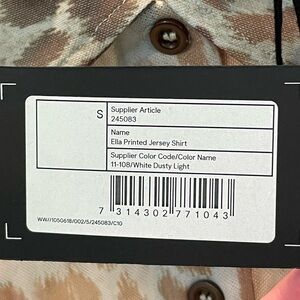 S
Supplier Article
245083
Name
Ella Printed Jersey Shirt
Supplier Color Code/Color Name
11-108/White Dusty Light
7 314302 771043
WW//1050618/002/S/245083/C10